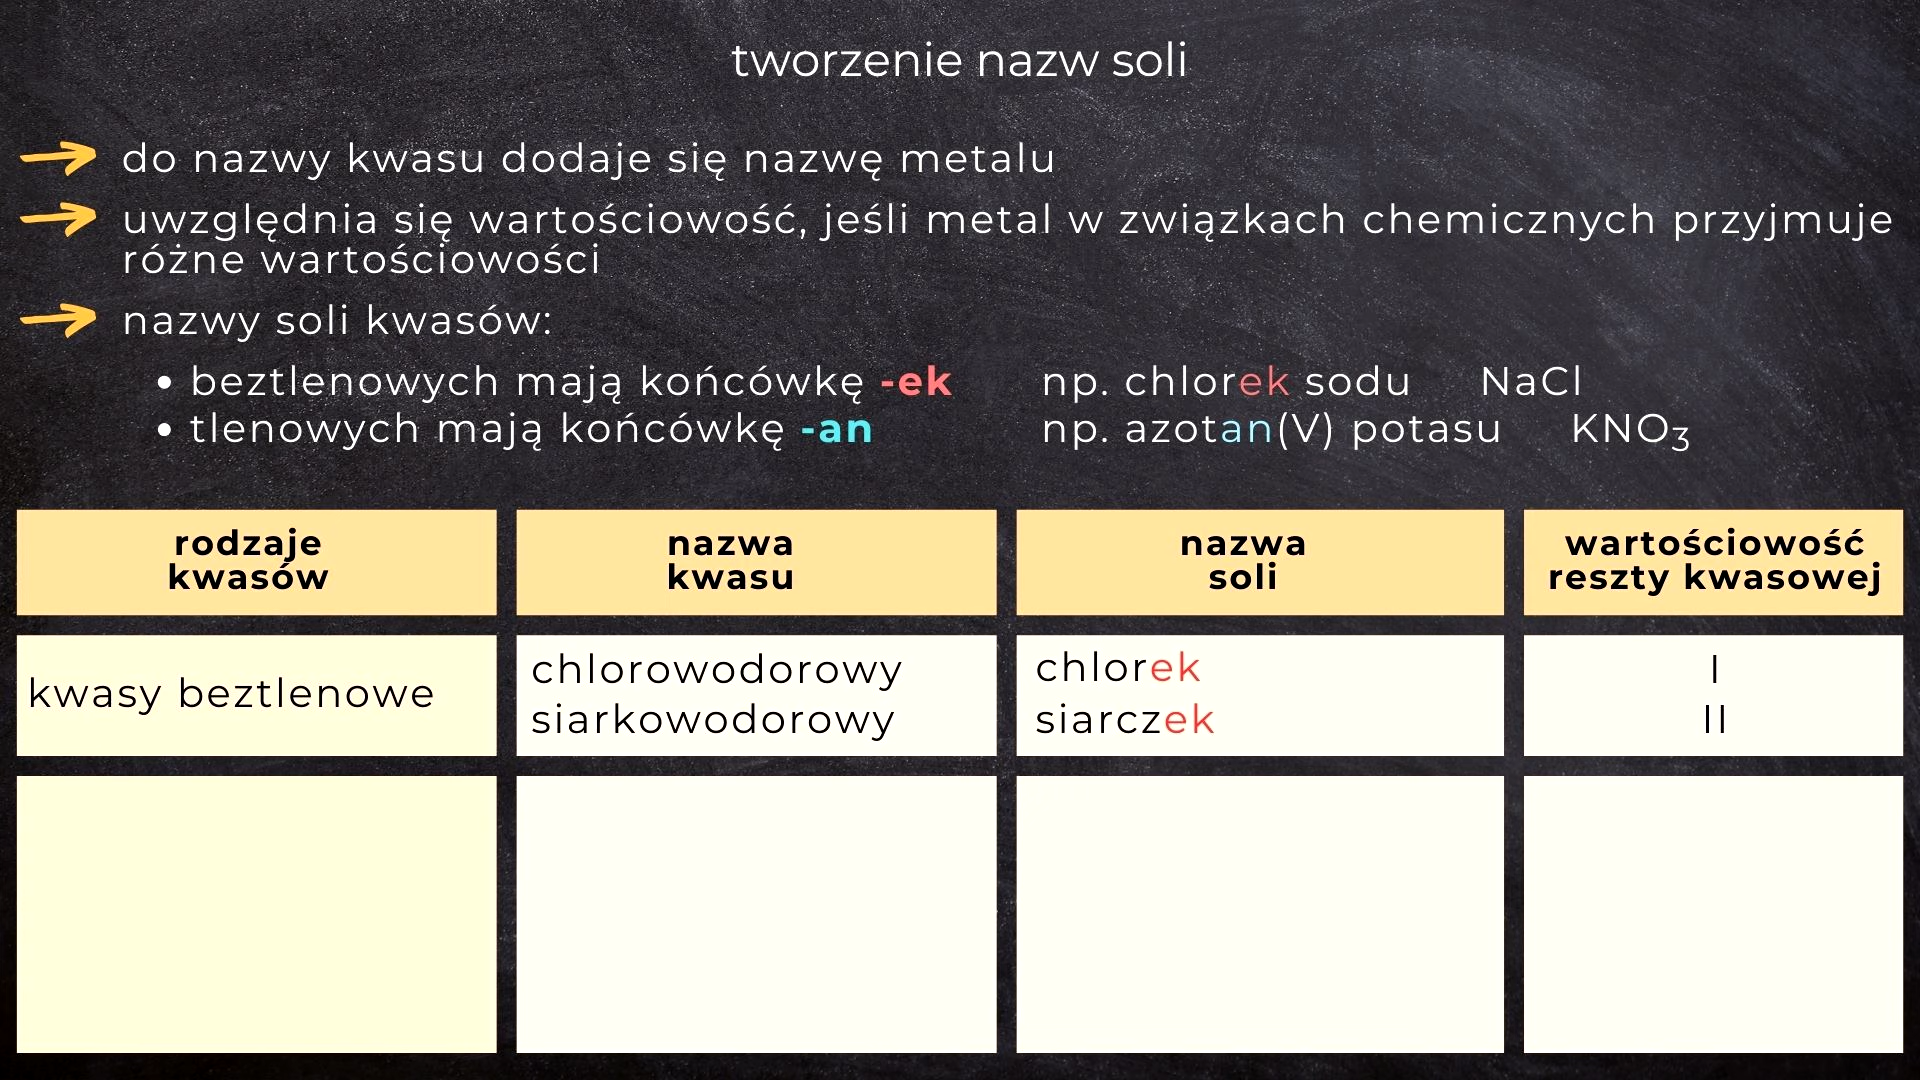 tworzenie nazw soli
do nazwy kwasu dodaje się nazwę metalu
uwzględnia się wartościowość, jeśli metal w związkach chemicznych przyjmuje
różne wartościowości
nazwy soli kwasów:
• beztlenowych mają końcówkę -ek np. chlorek sodu NaCl
• tlenowych mają końcówkę -an np. azotan(V) potasu KNO₃
rodzaje
kwasów
nazwa
kwasu
nazwa
soli
wartościowość
reszty kwasowej
kwasy beztlenowe
chlorowodorowy
siarkowodorowy
chlorek
siarczek
I
II